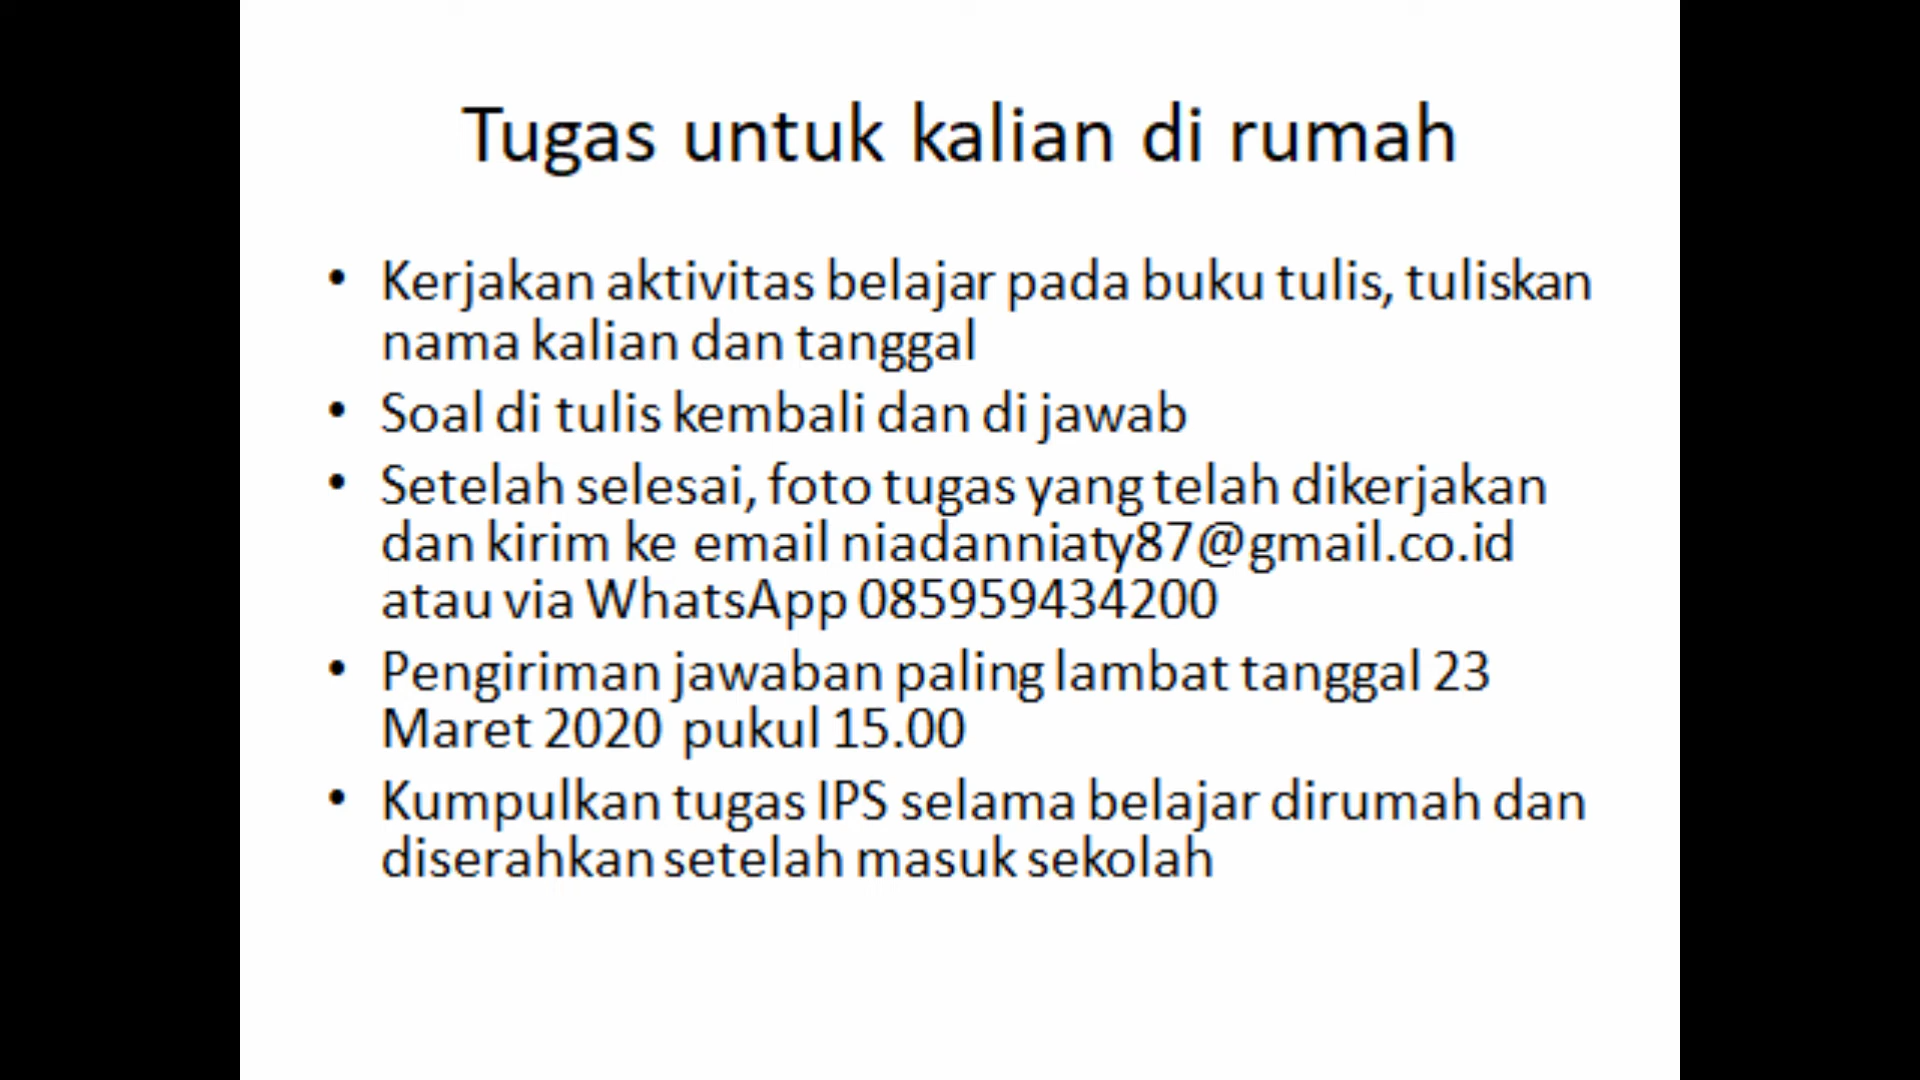 Tugas untuk kalian di rumah
• Kerjakan aktivitas belajar pada buku tulis, tuliskan
nama kalian dan tanggal
• Soal di tulis kembali dan di jawab
• Setelah selesai, foto tugas yang telah dikerjakan
dan kirim ke email niadanniaty87@gmail.co.id
atau via WhatsApp 085959434200
• Pengiriman jawaban paling lambat tanggal 23
Maret 2020 pukul 15.00
• Kumpulkan tugas IPS selama belajar dirumah dan
diserahkan setelah masuk sekolah